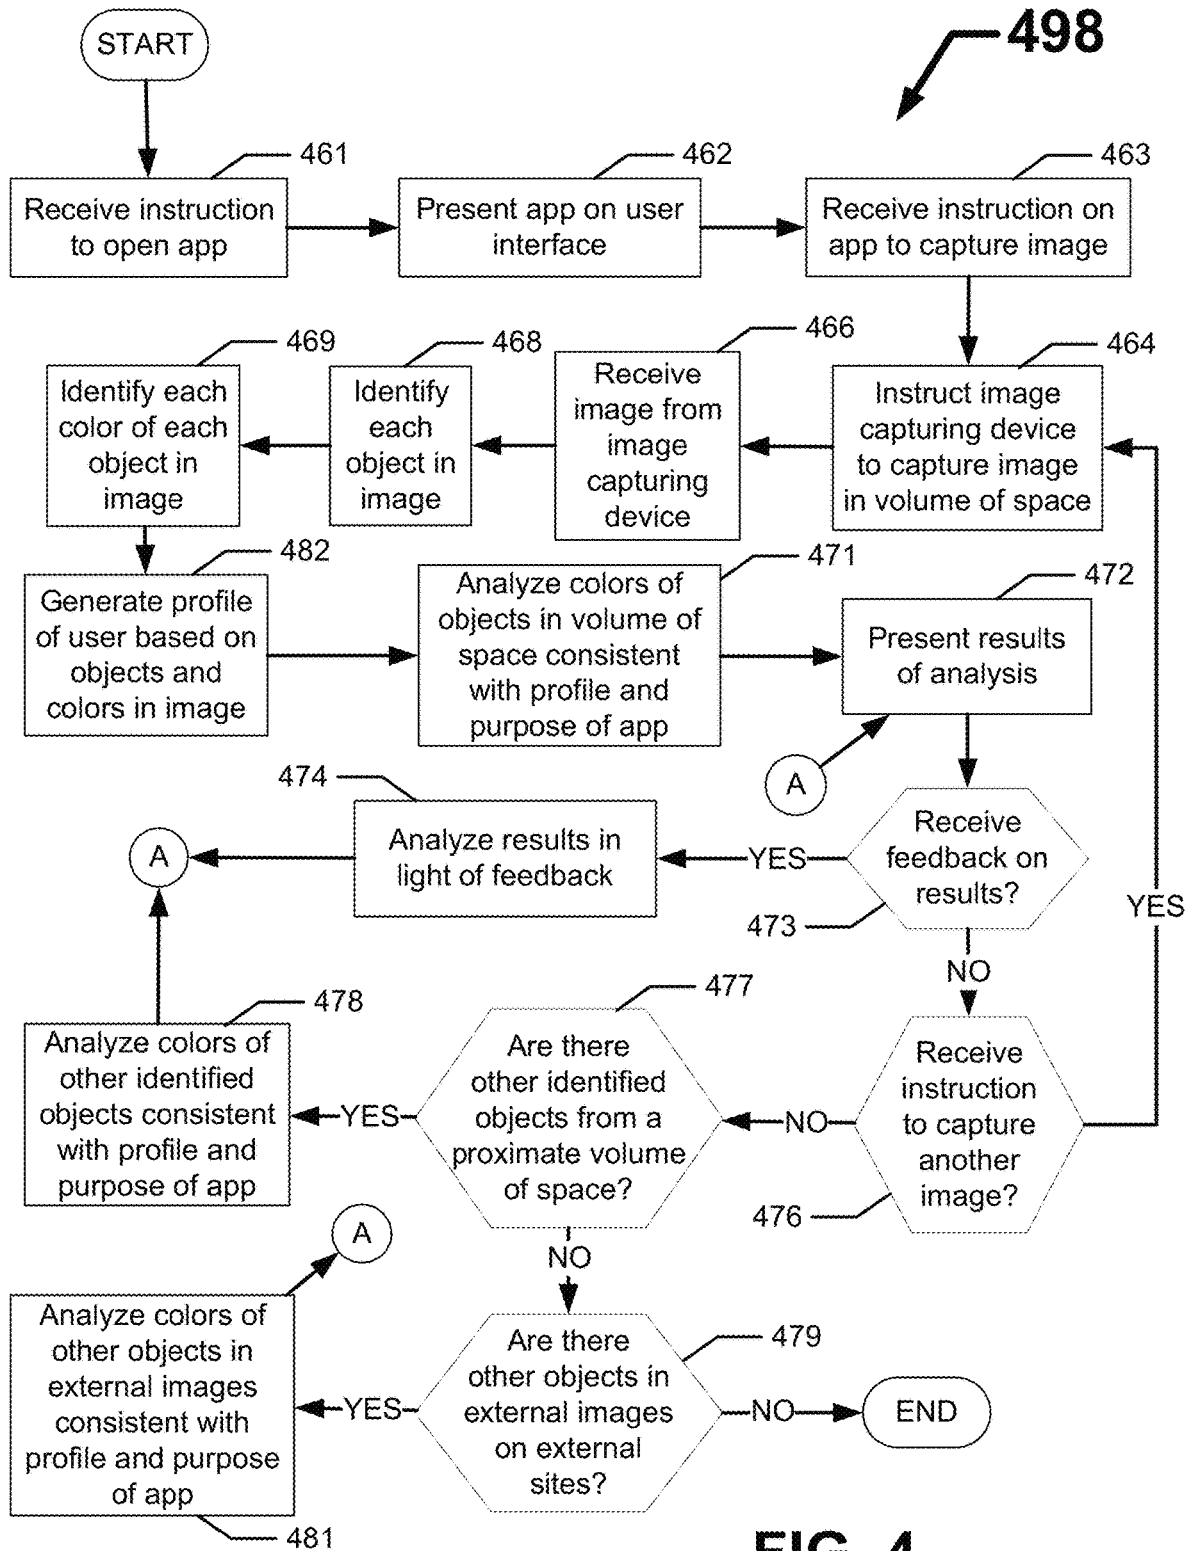 498
START
461
Receive instruction
to open app
462
Present app on user
interface
463
Receive instruction on
app to capture image
469
Identify each
color of each
object in
image
468
Identify
each
object in
image
466
Receive
image from
image
capturing
device
464
Instruct image
capturing device
to capture image
in volume of space
482
Generate profile
of user based on
objects and
colors in image
471
Analyze colors of
objects in volume of
space consistent
with profile and
purpose of app
472
Present results
of analysis
A
474
Analyze results in
light of feedback
A
YES
Receive
feedback on
results?
473
YES
NO
478
Analyze colors of
other identified
objects consistent
with profile and
purpose of app
YES
477
Are there
other identified
objects from a
proximate volume
of space?
NO
Receive
instruction
to capture
another
image?
476
A
NO
Analyze colors of
other objects in
external images
consistent with
profile and purpose
of app
481
YES
Are there
other objects in
external images
on external
sites?
479
NO
END
FIG. 4